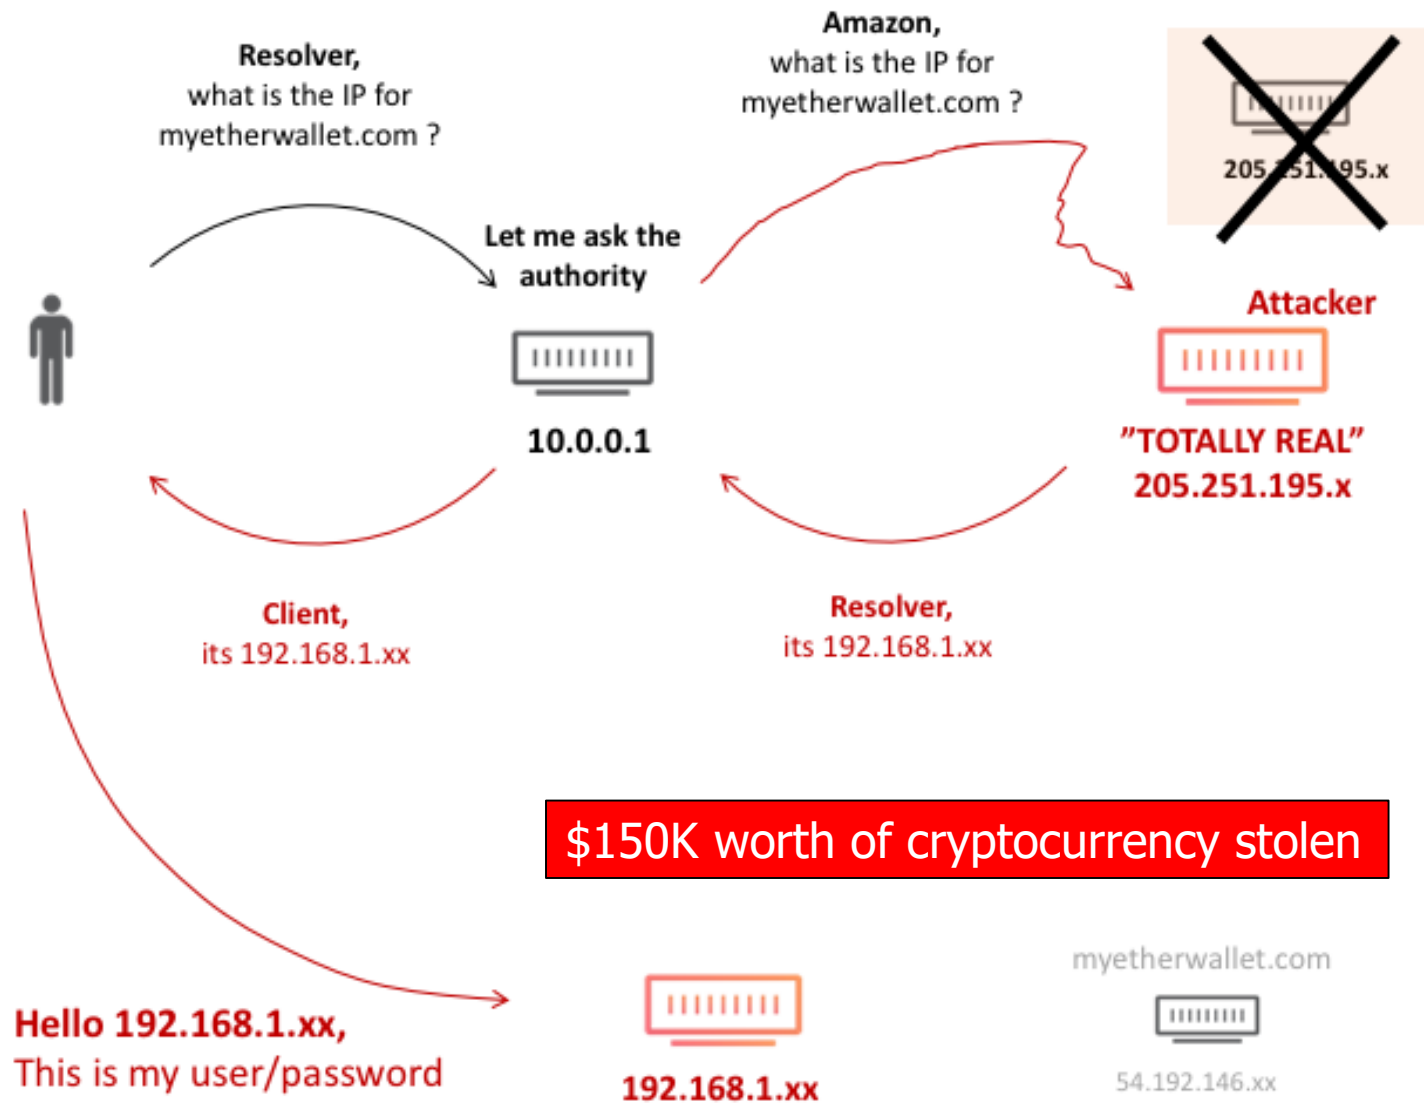 Resolver,
what is the IP for
myetherwallet.com ?
Amazon,
what is the IP for
myetherwallet.com ?
205.251.195.x
Let me ask the
authority
10.0.0.1
Attacker
”TOTALLY REAL”
205.251.195.x
Client,
its 192.168.1.xx
Resolver,
its 192.168.1.xx
$150K worth of cryptocurrency stolen
Hello 192.168.1.xx,
This is my user/password
192.168.1.xx
myetherwallet.com
54.192.146.xx